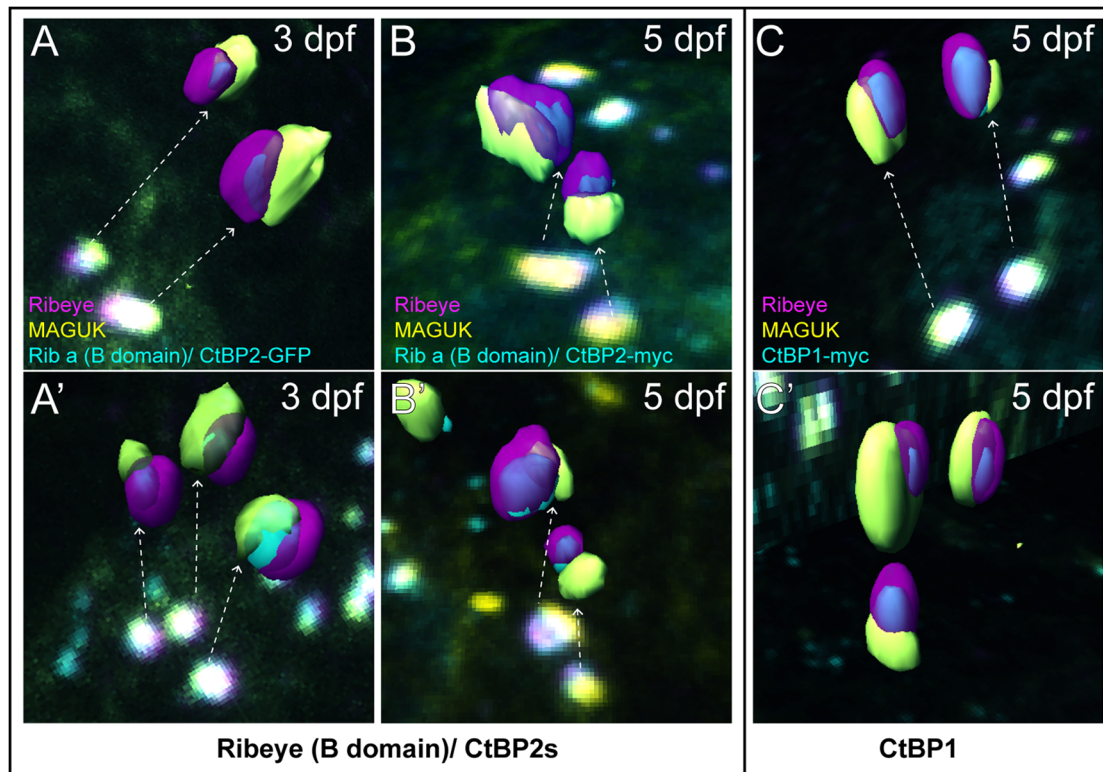 A 3 dpf
Ribeye
MAGUK
Rib a (B domain)/ CtBP2-GFP
B 5 dpf
Ribeye
MAGUK
Rib a (B domain)/ CtBP2-myc
C 5 dpf
Ribeye
MAGUK
CtBP1-myc
A' 3 dpf
B' 5 dpf
C' 5 dpf
Ribeye (B domain)/ CtBP2s
CtBP1